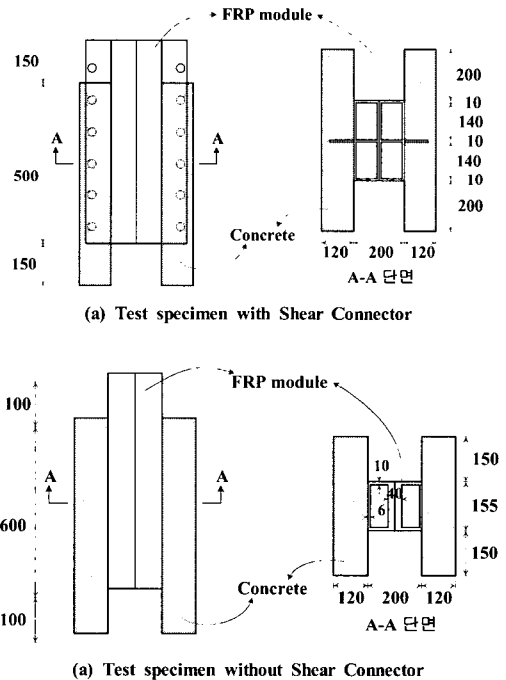 FRP module
150
A
A
500
150
200
10
140
10
140
10
200
Concrete
120 200 120
A-A 단면
(a) Test specimen with Shear Connector
FRP module
100
A
A
600
100
10
40
6
150
155
150
Concrete
120 200 120
A-A 단면
(a) Test specimen without Shear Connector